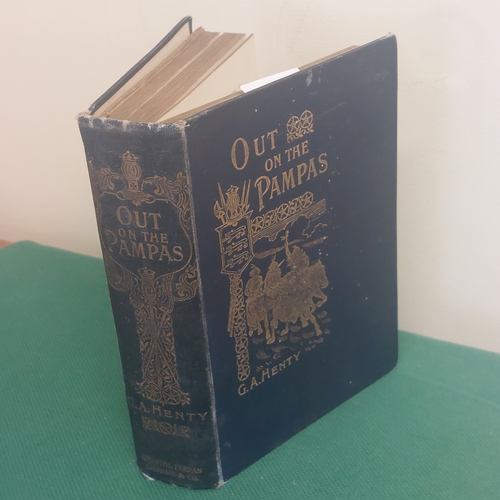 OUT
ON THE
PAMPAS
G.A. HENTY
OUT
ON THE
PAMPAS
G.A. HENTY